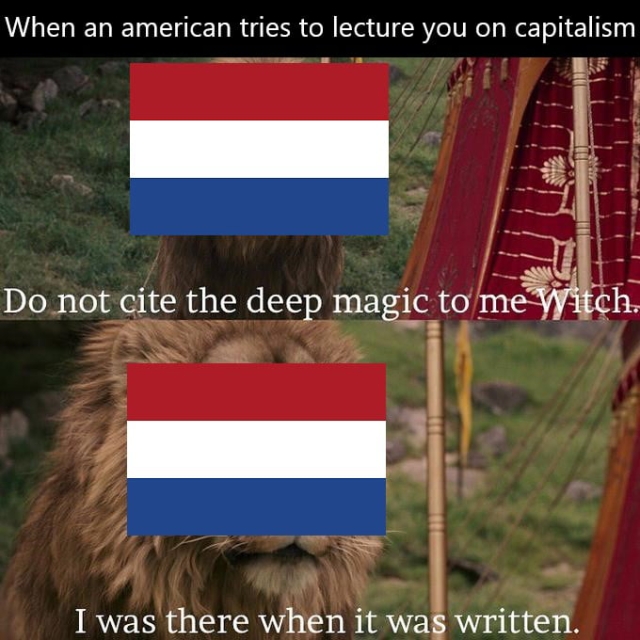 When an american tries to lecture you on capitalism
Do not cite the deep magic to me Witch.
I was there when it was written.